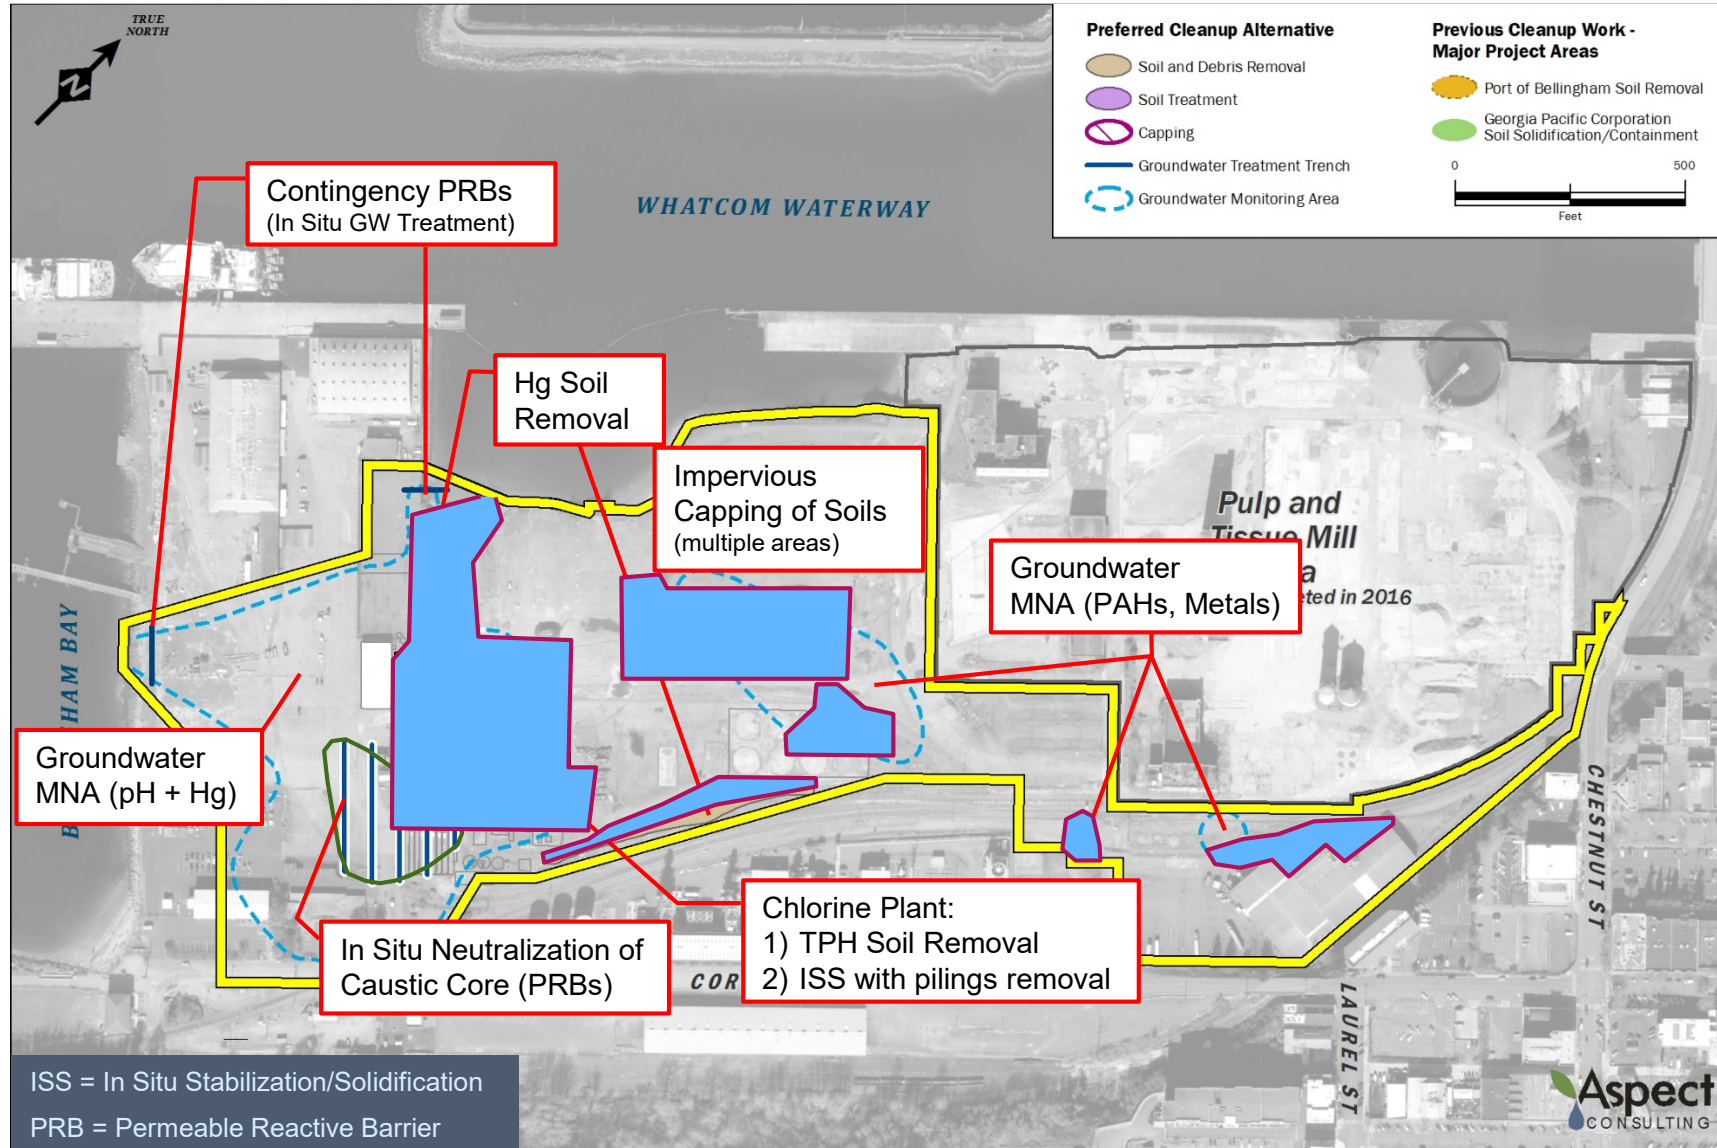 TRUE
NORTH
N
Preferred Cleanup Alternative
Soil and Debris Removal
Soil Treatment
Capping
Groundwater Treatment Trench
Groundwater Monitoring Area
Previous Cleanup Work -
Major Project Areas
Port of Bellingham Soil Removal
Georgia Pacific Corporation
Soil Solidification/Containment
0 500
Feet
Contingency PRBs
(In Situ GW Treatment)
WHATCOM WATERWAY
Hg Soil
Removal
Impervious
Capping of Soils
(multiple areas)
Pulp and
Tissue Mill
a
eted in 2016
Groundwater
MNA (PAHs, Metals)
B
HAM BAY
Groundwater
MNA (pH + Hg)
In Situ Neutralization of
Caustic Core (PRBs)
Chlorine Plant:
1) TPH Soil Removal
2) ISS with pilings removal
COR
CHESTNUT ST
LAUREL ST
ISS = In Situ Stabilization/Solidification
PRB = Permeable Reactive Barrier
Aspect
CONSULTING